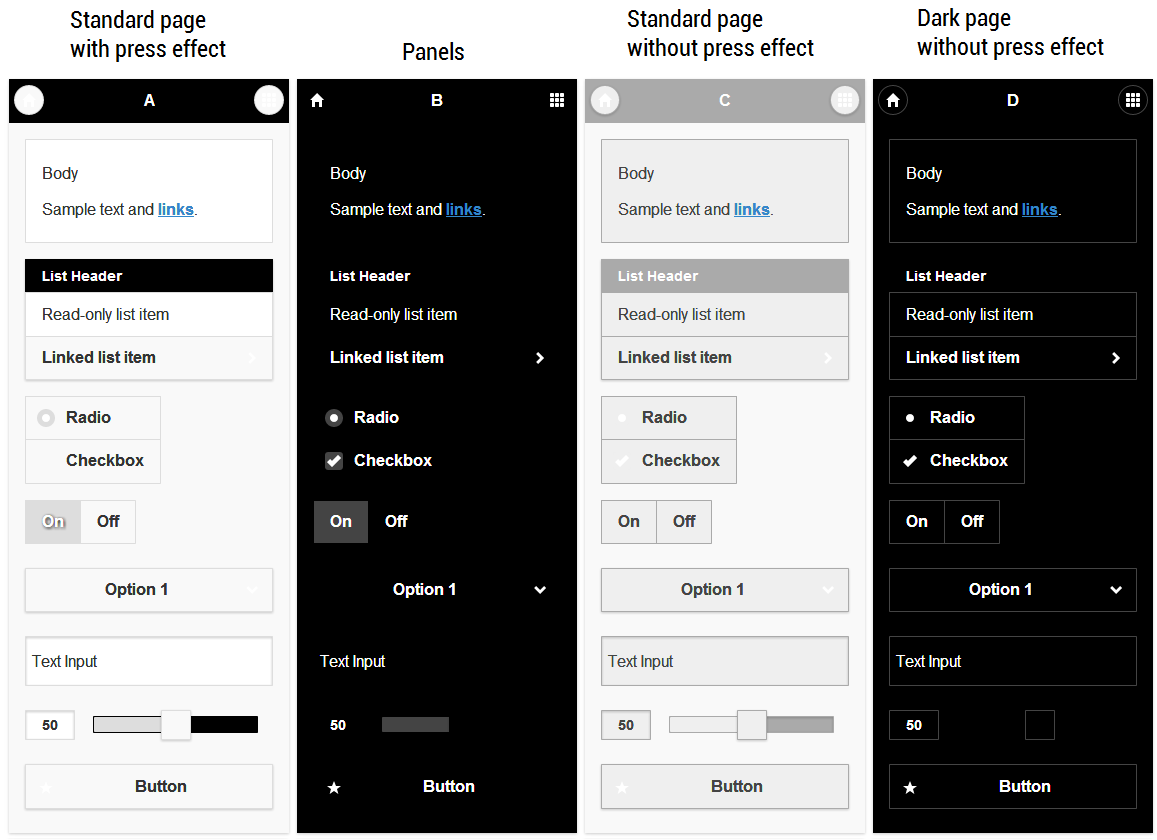 Standard page
with press effect
Panels
Standard page
without press effect
Dark page
without press effect
A
Body
Sample text and links.
List Header
Read-only list item
Linked list item
Radio
Checkbox
On Off
Option 1
Text Input
50
Button
B
Body
Sample text and links.
List Header
Read-only list item
Linked list item
Radio
Checkbox
On Off
Option 1
Text Input
50
Button
C
Body
Sample text and links.
List Header
Read-only list item
Linked list item
Radio
Checkbox
On Off
Option 1
Text Input
50
Button
D
Body
Sample text and links.
List Header
Read-only list item
Linked list item
Radio
Checkbox
On Off
Option 1
Text Input
50
Button